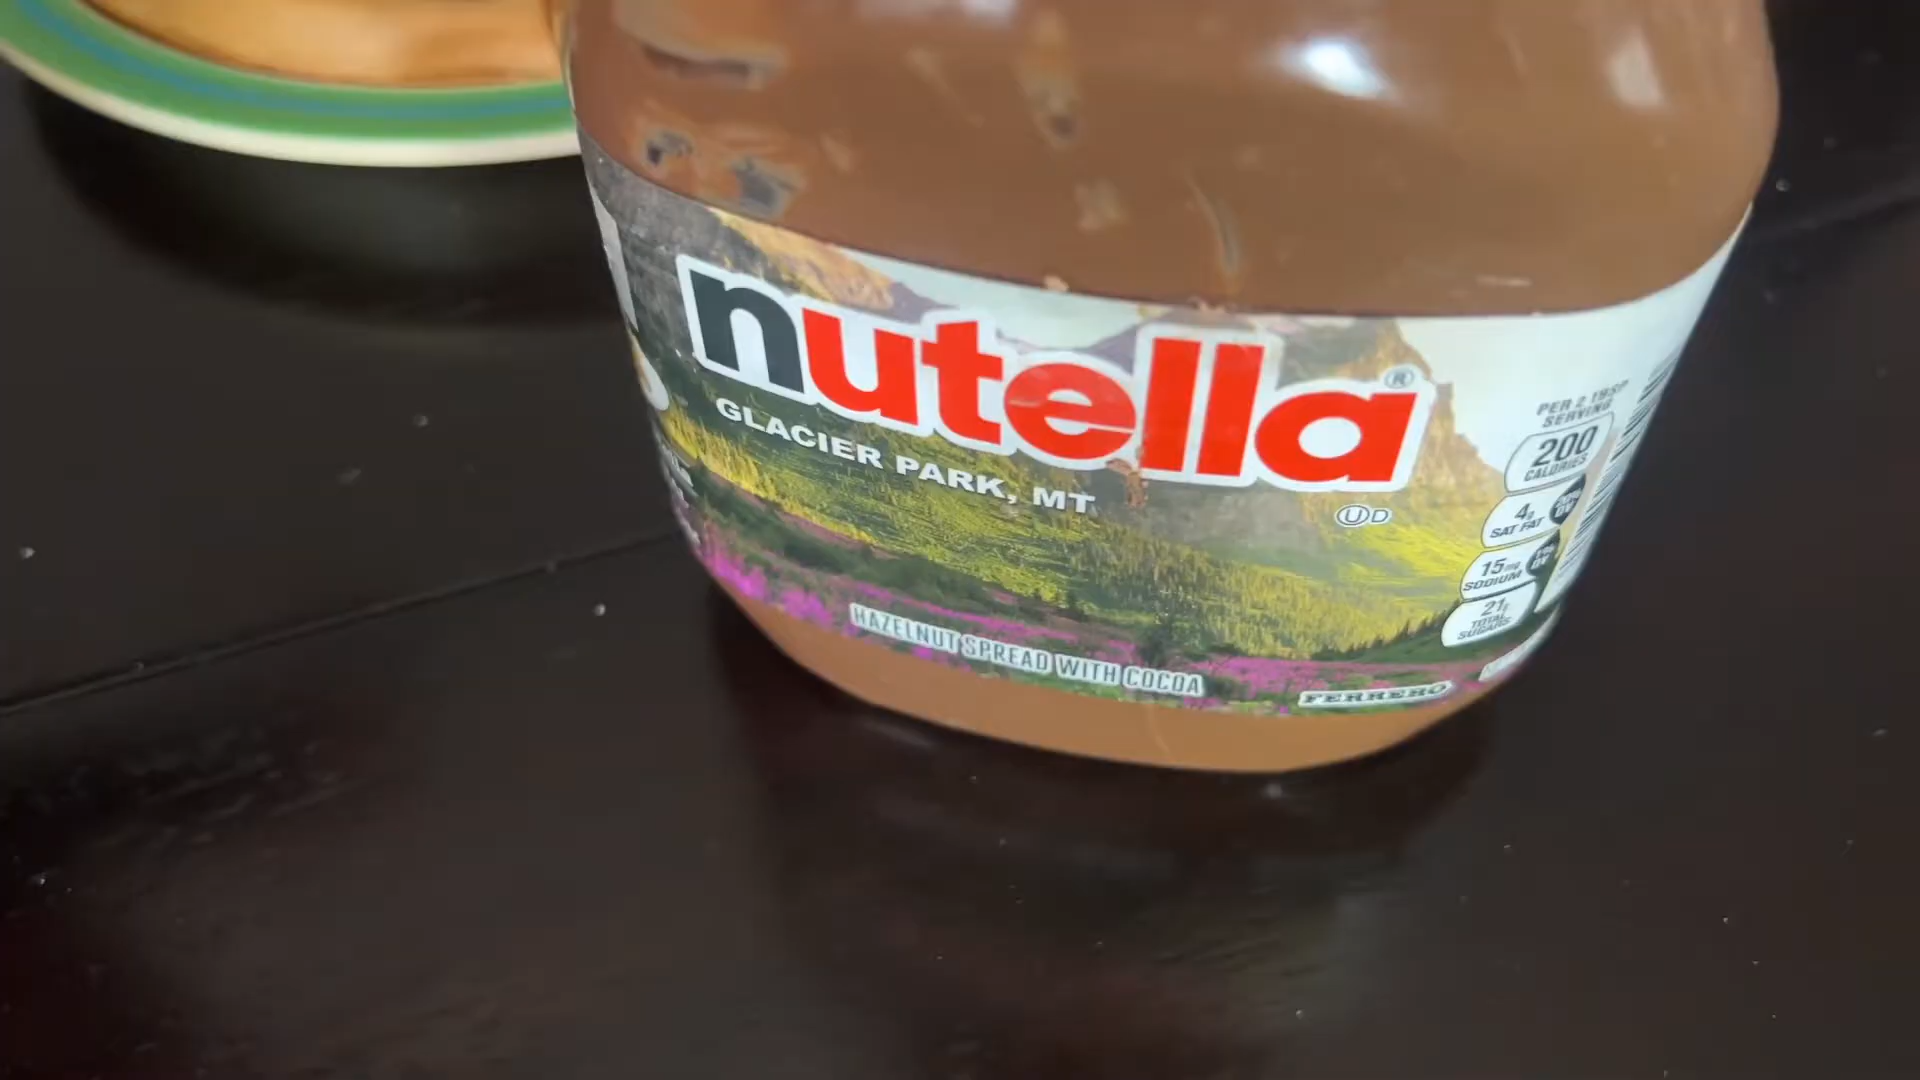 nutella®
GLACIER PARK, MT
UD
PER 2 TBSP
SERVING
200
CALORIES
4g
SAT FAT
15mg
SODIUM
21g
TOTAL
SUGARS
HAZELNUT SPREAD WITH COCOA
FERRERO